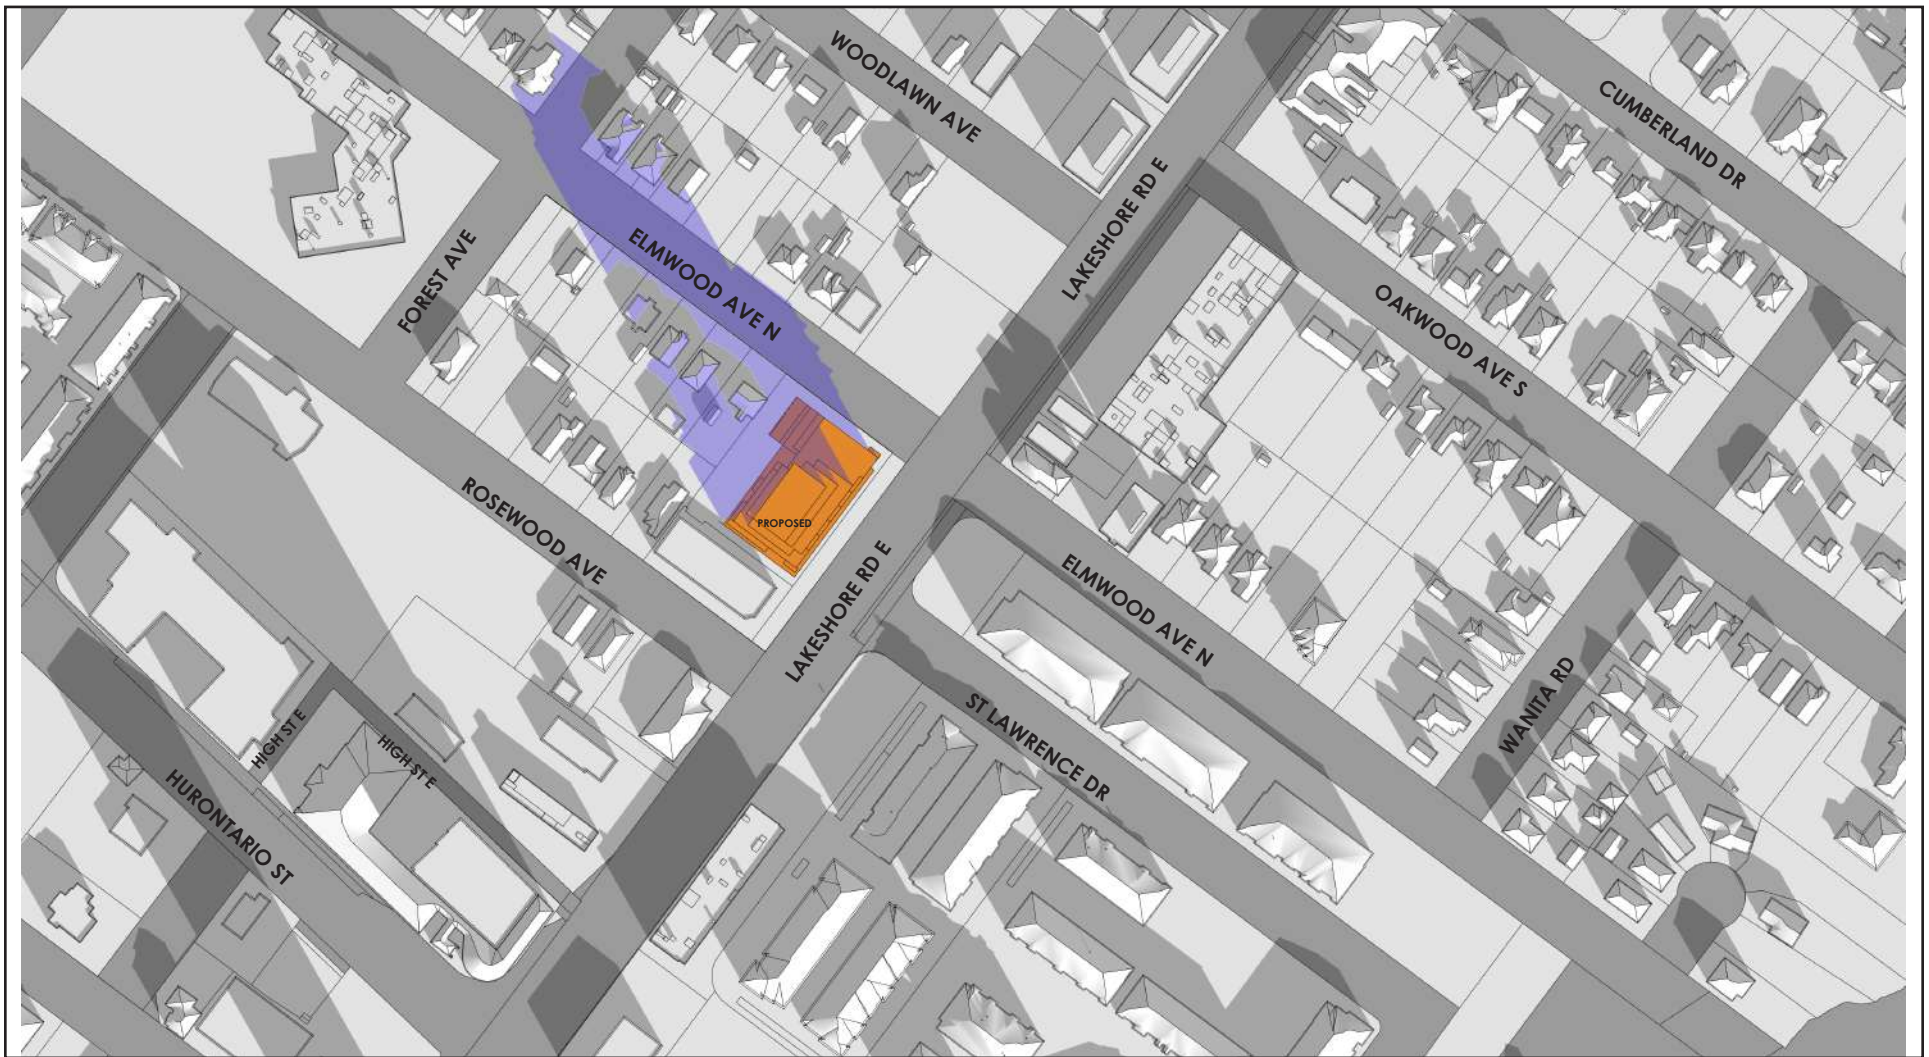 WOODLAWN AVE
CUMBERLAND DR
LAKESHORE RD E
FOREST AVE
ELMWOOD AVE N
OAKWOOD AVE S
ROSEWOOD AVE
PROPOSED
LAKESHORE RD E
ELMWOOD AVE N
ST LAWRENCE DR
WANITA RD
HIGH ST E
HIGH ST E
HURONTARIO ST